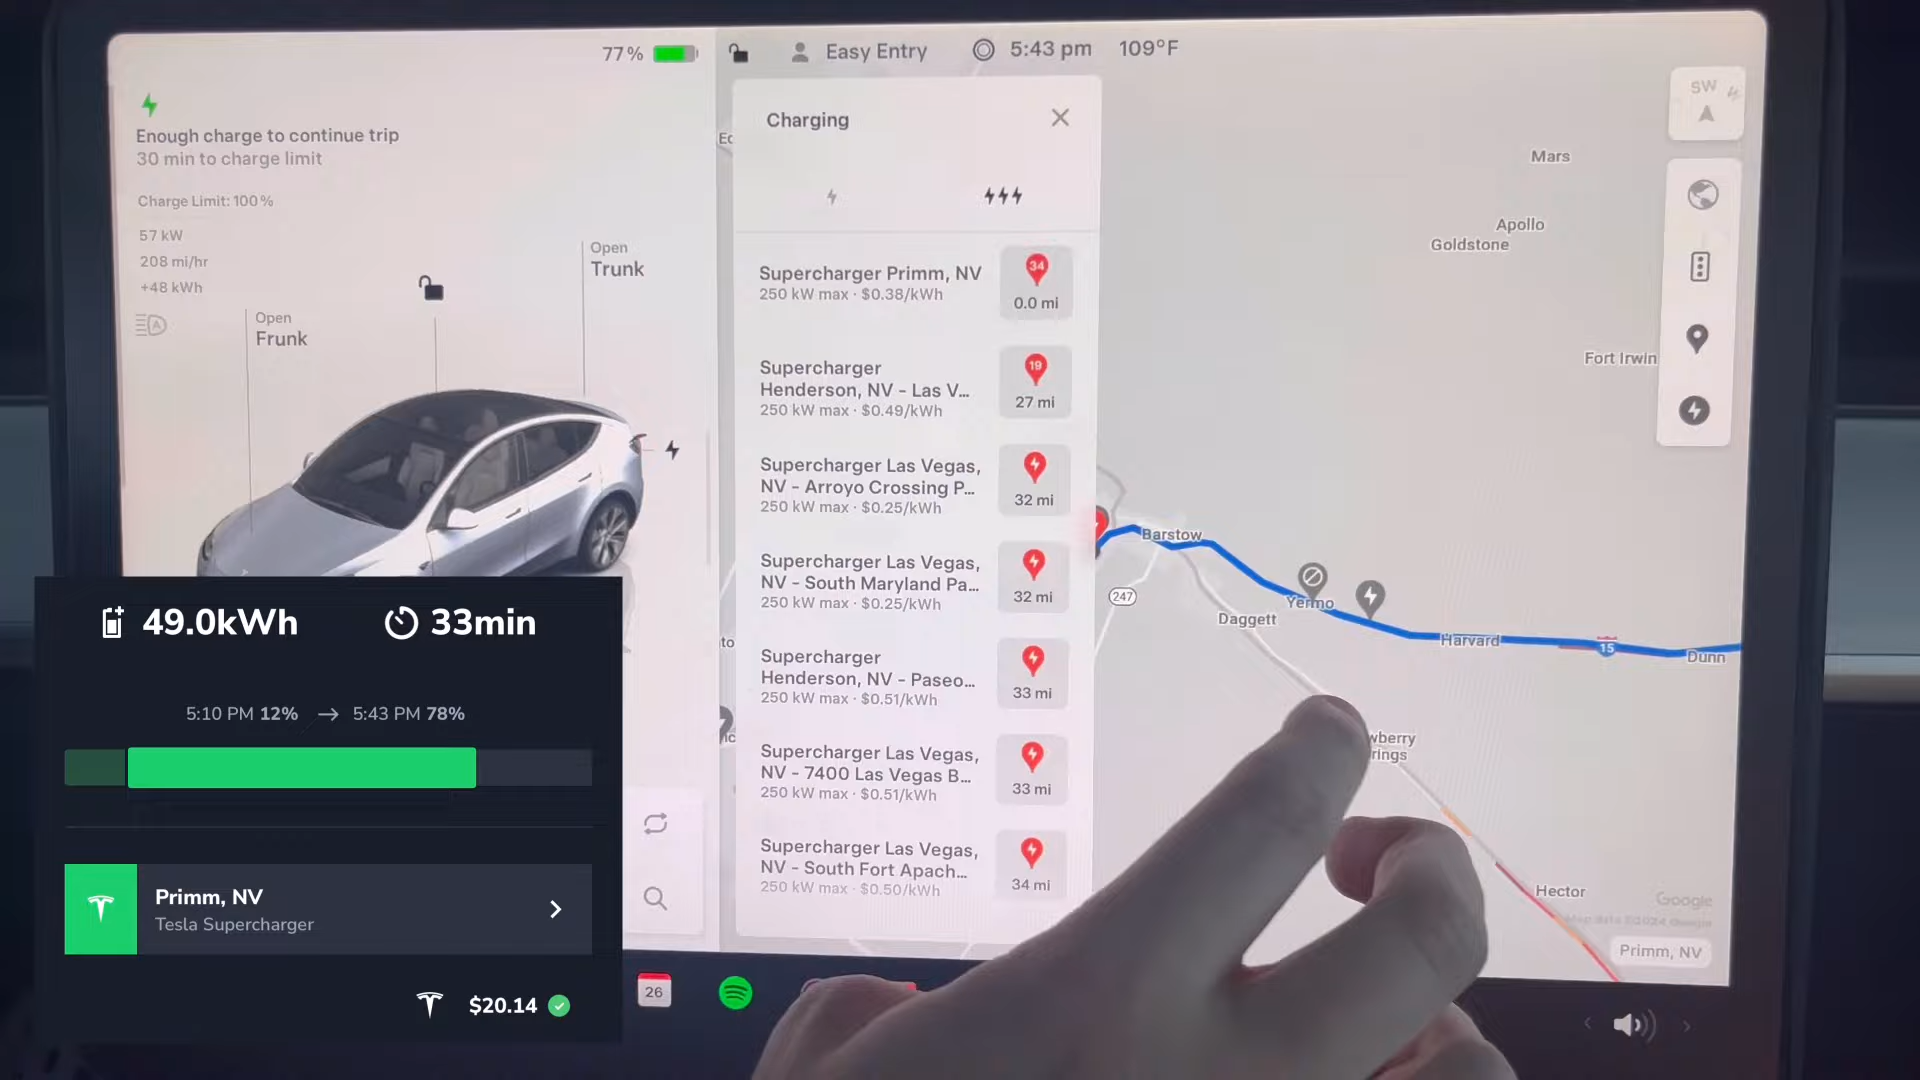 77%
Easy Entry
5:43 pm
109°F
Enough charge to continue trip
30 min to charge limit
Charge Limit: 100%
57 kW
208 mi/hr
+48 kWh
Open
Trunk
Open
Frunk
Charging
Supercharger Primm, NV
250 kW max · $0.38/kWh
34
0.0 mi
Supercharger
Henderson, NV - Las V...
250 kW max · $0.49/kWh
19
27 mi
Supercharger Las Vegas,
NV - Arroyo Crossing P...
250 kW max · $0.25/kWh
32 mi
Supercharger Las Vegas,
NV - South Maryland Pa...
250 kW max · $0.25/kWh
32 mi
Supercharger
Henderson, NV - Paseo...
250 kW max · $0.51/kWh
33 mi
Supercharger Las Vegas,
NV - 7400 Las Vegas B...
250 kW max · $0.51/kWh
33 mi
Supercharger Las Vegas,
NV - South Fort Apach...
250 kW max · $0.50/kWh
34 mi
SW
Mars
Apollo
Goldstone
Fort Irwin
Barstow
247
Yermo
Daggett
Harvard
15
Dunn
wberry
rings
Hector
Google
Primm, NV
49.0kWh
33min
5:10 PM 12% → 5:43 PM 78%
Primm, NV
Tesla Supercharger
$20.14
26